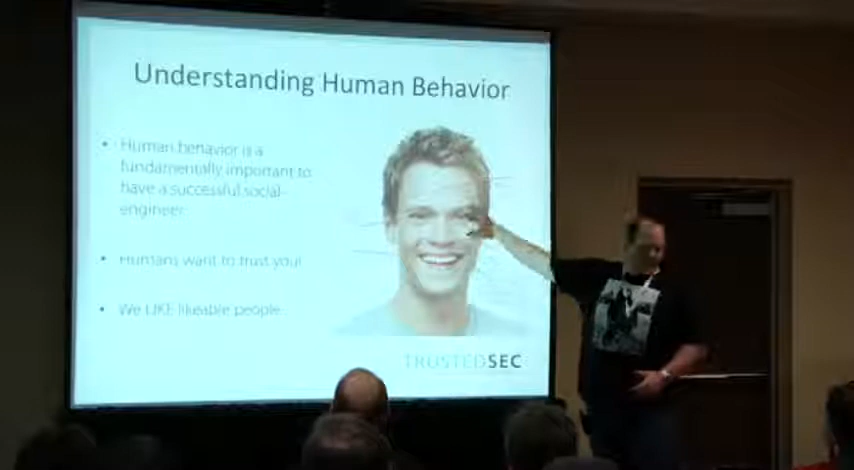 Understanding Human Behavior
• Human behavior is a
fundamentally important to
have a successful social-
engineer.
• Humans want to trust you!
• We LIKE likeable people.
TRUSTEDSEC